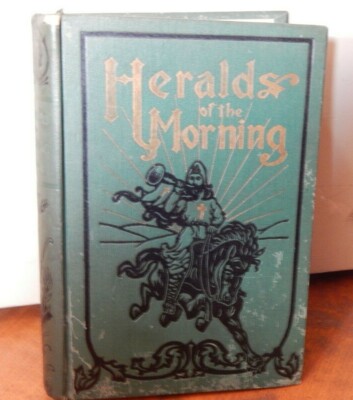 Heralds
of the
Morning